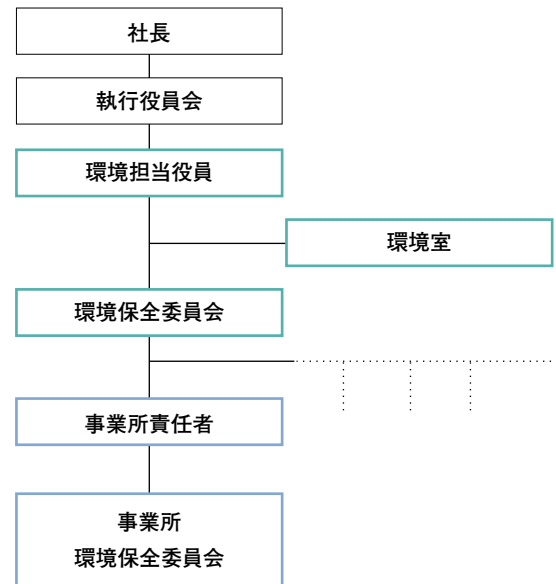 社長
執行役員会
環境担当役員
環境室
環境保全委員会
事業所責任者
事業所
環境保全委員会